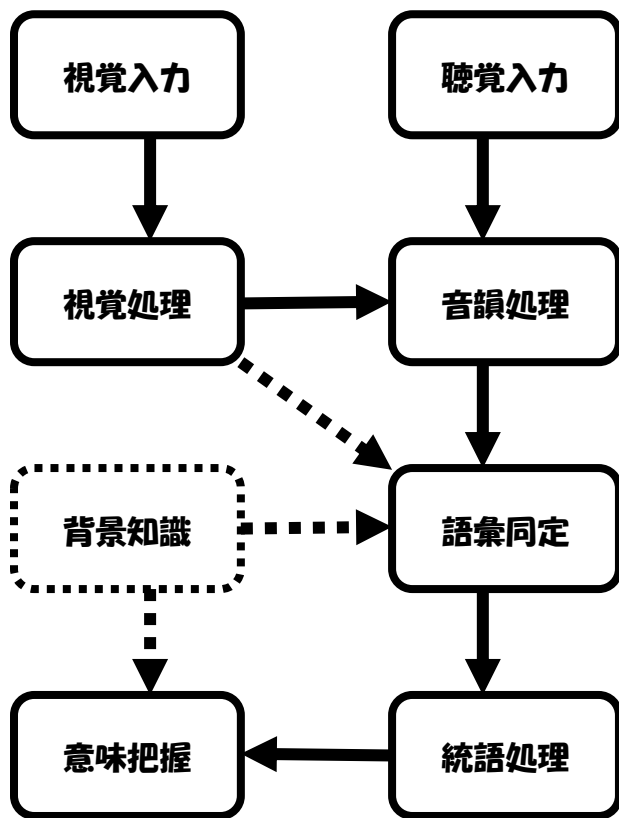 視覚入力
聴覚入力
視覚処理
音韻処理
背景知識
語彙同定
意味把握
統語処理